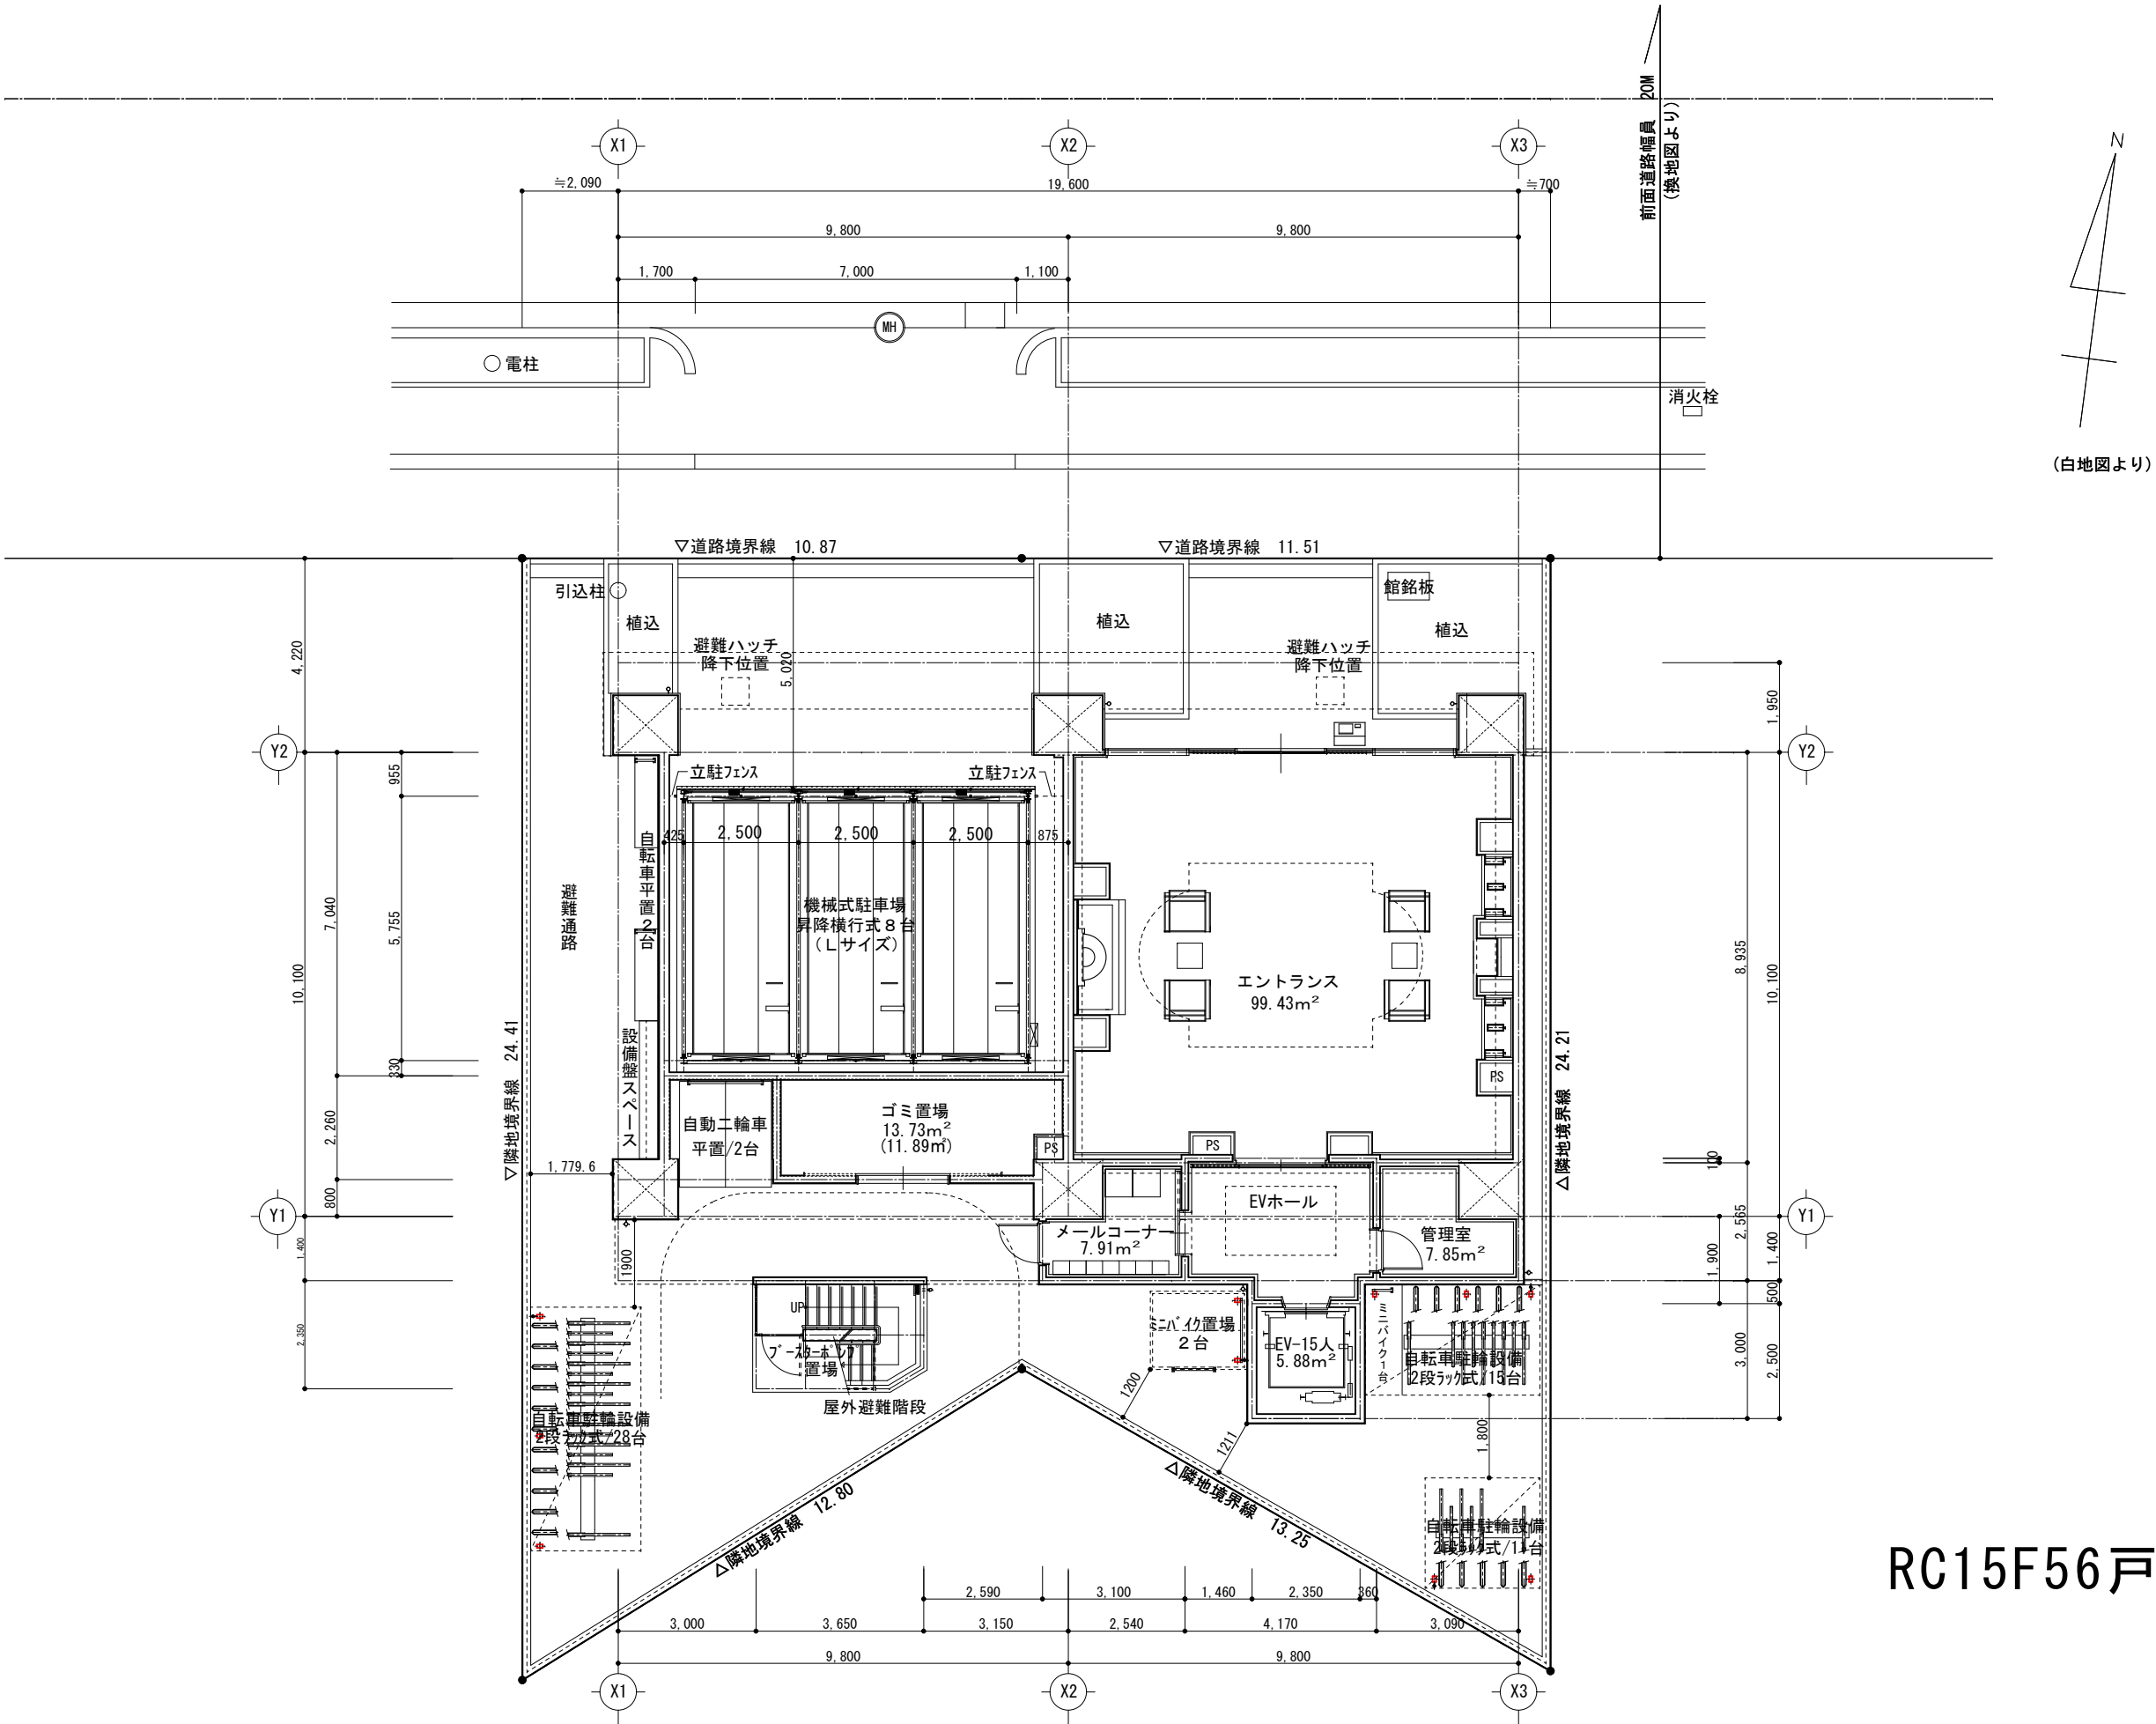 前面道路幅員 20M
(換地図より)
N
(白地図より)
X1
X2
X3
≒2,090
19,600
≒700
9,800
9,800
1,700
7,000
1,100
MH
電柱
消火栓
▽道路境界線 10.87
▽道路境界線 11.51
引込柱
館銘板
植込
植込
植込
避難ハッチ
降下位置
避難ハッチ
降下位置
5,020
4,220
1,950
Y2
Y2
955
立駐フェンス
立駐フェンス
425
2,500
2,500
2,500
875
自転車平置2台
避難通路
機械式駐車場
昇降横行式8台
(Lサイズ)
7,040
5,755
10,100
8,935
10,100
エントランス
99.43m²
▽隣地境界線 24.41
△隣地境界線 24.21
330
設備盤スペース
PS
2,260
自動二輪車
平置/2台
ゴミ置場
13.73m²
(11.89㎡)
PS
PS
1,779.6
100
800
Y1
Y1
EVホール
メールコーナー
7.91m²
管理室
7.85m²
1,400
1900
2,565
1,900
1,400
500
2,350
UP
ブースターポンプ
置場
屋外避難階段
ミニバイク置場
2台
EV-15人
5.88m²
ミニバイク1台
自転車駐輪設備
2段ラック式/15台
3,000
2,500
1200
1211
1,800
自転車駐輪設備
2段ラック式/28台
△隣地境界線 12.80
△隣地境界線 13.25
自転車駐輪設備
2段ラック式/11台
RC15F56戸
2,590
3,100
1,460
2,350
360
3,000
3,650
3,150
2,540
4,170
3,090
9,800
9,800
X1
X2
X3